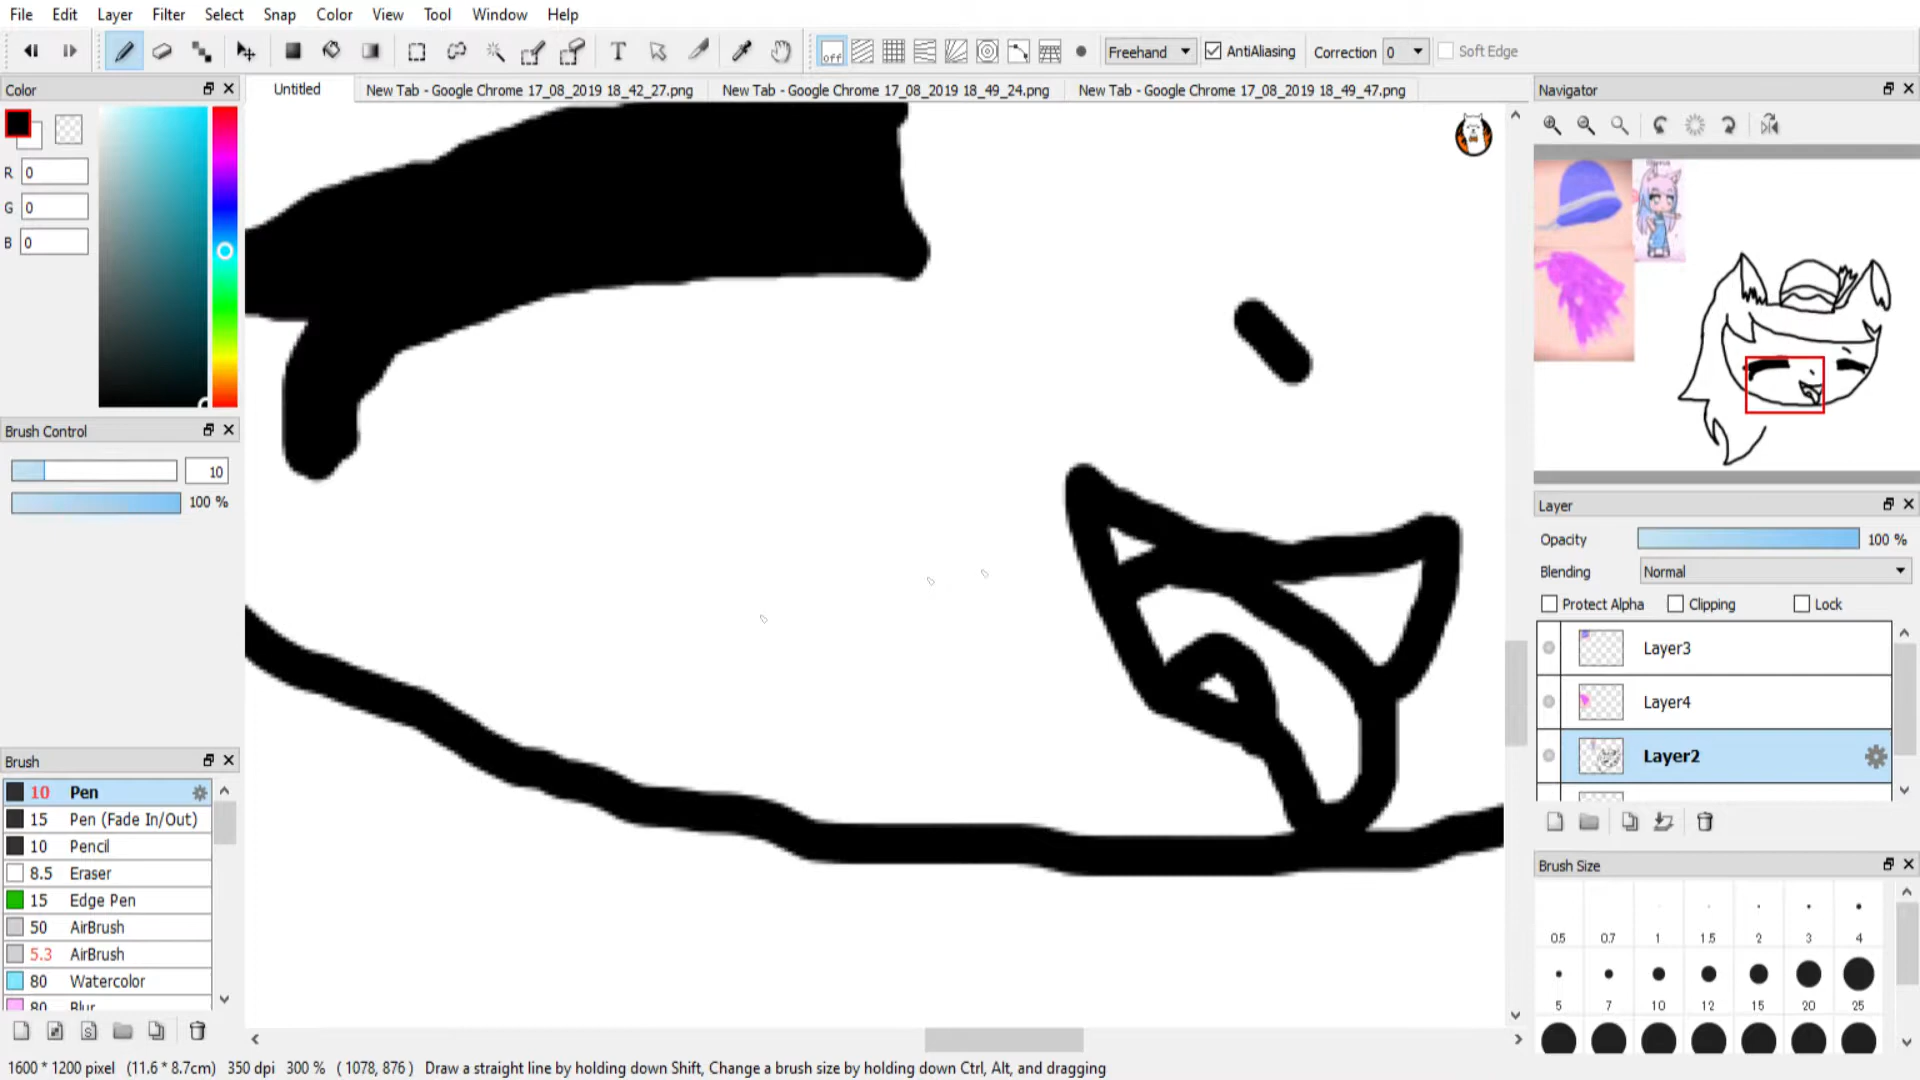 File Edit Layer Filter Select Snap Color View Tool Window Help
T off Freehand AntiAliasing Correction 0 Soft Edge
Color
Untitled New Tab - Google Chrome 17_08_2019 18_42_27.png New Tab - Google Chrome 17_08_2019 18_49_24.png New Tab - Google Chrome 17_08_2019 18_49_47.png
Navigator
R 0
G 0
B 0
Brush Control
10
100 %
Layer
Opacity 100 %
Blending Normal
Protect Alpha Clipping Lock
Layer3
Layer4
Layer2
Brush
10 Pen
15 Pen (Fade In/Out)
10 Pencil
8.5 Eraser
15 Edge Pen
50 AirBrush
5.3 AirBrush
80 Watercolor
80 Blur
Brush Size
0.5 0.7 1 1.5 2 3 4
5 7 10 12 15 20 25
1600 * 1200 pixel (11.6 * 8.7cm) 350 dpi 300 % ( 1078, 876 ) Draw a straight line by holding down Shift, Change a brush size by holding down Ctrl, Alt, and dragging